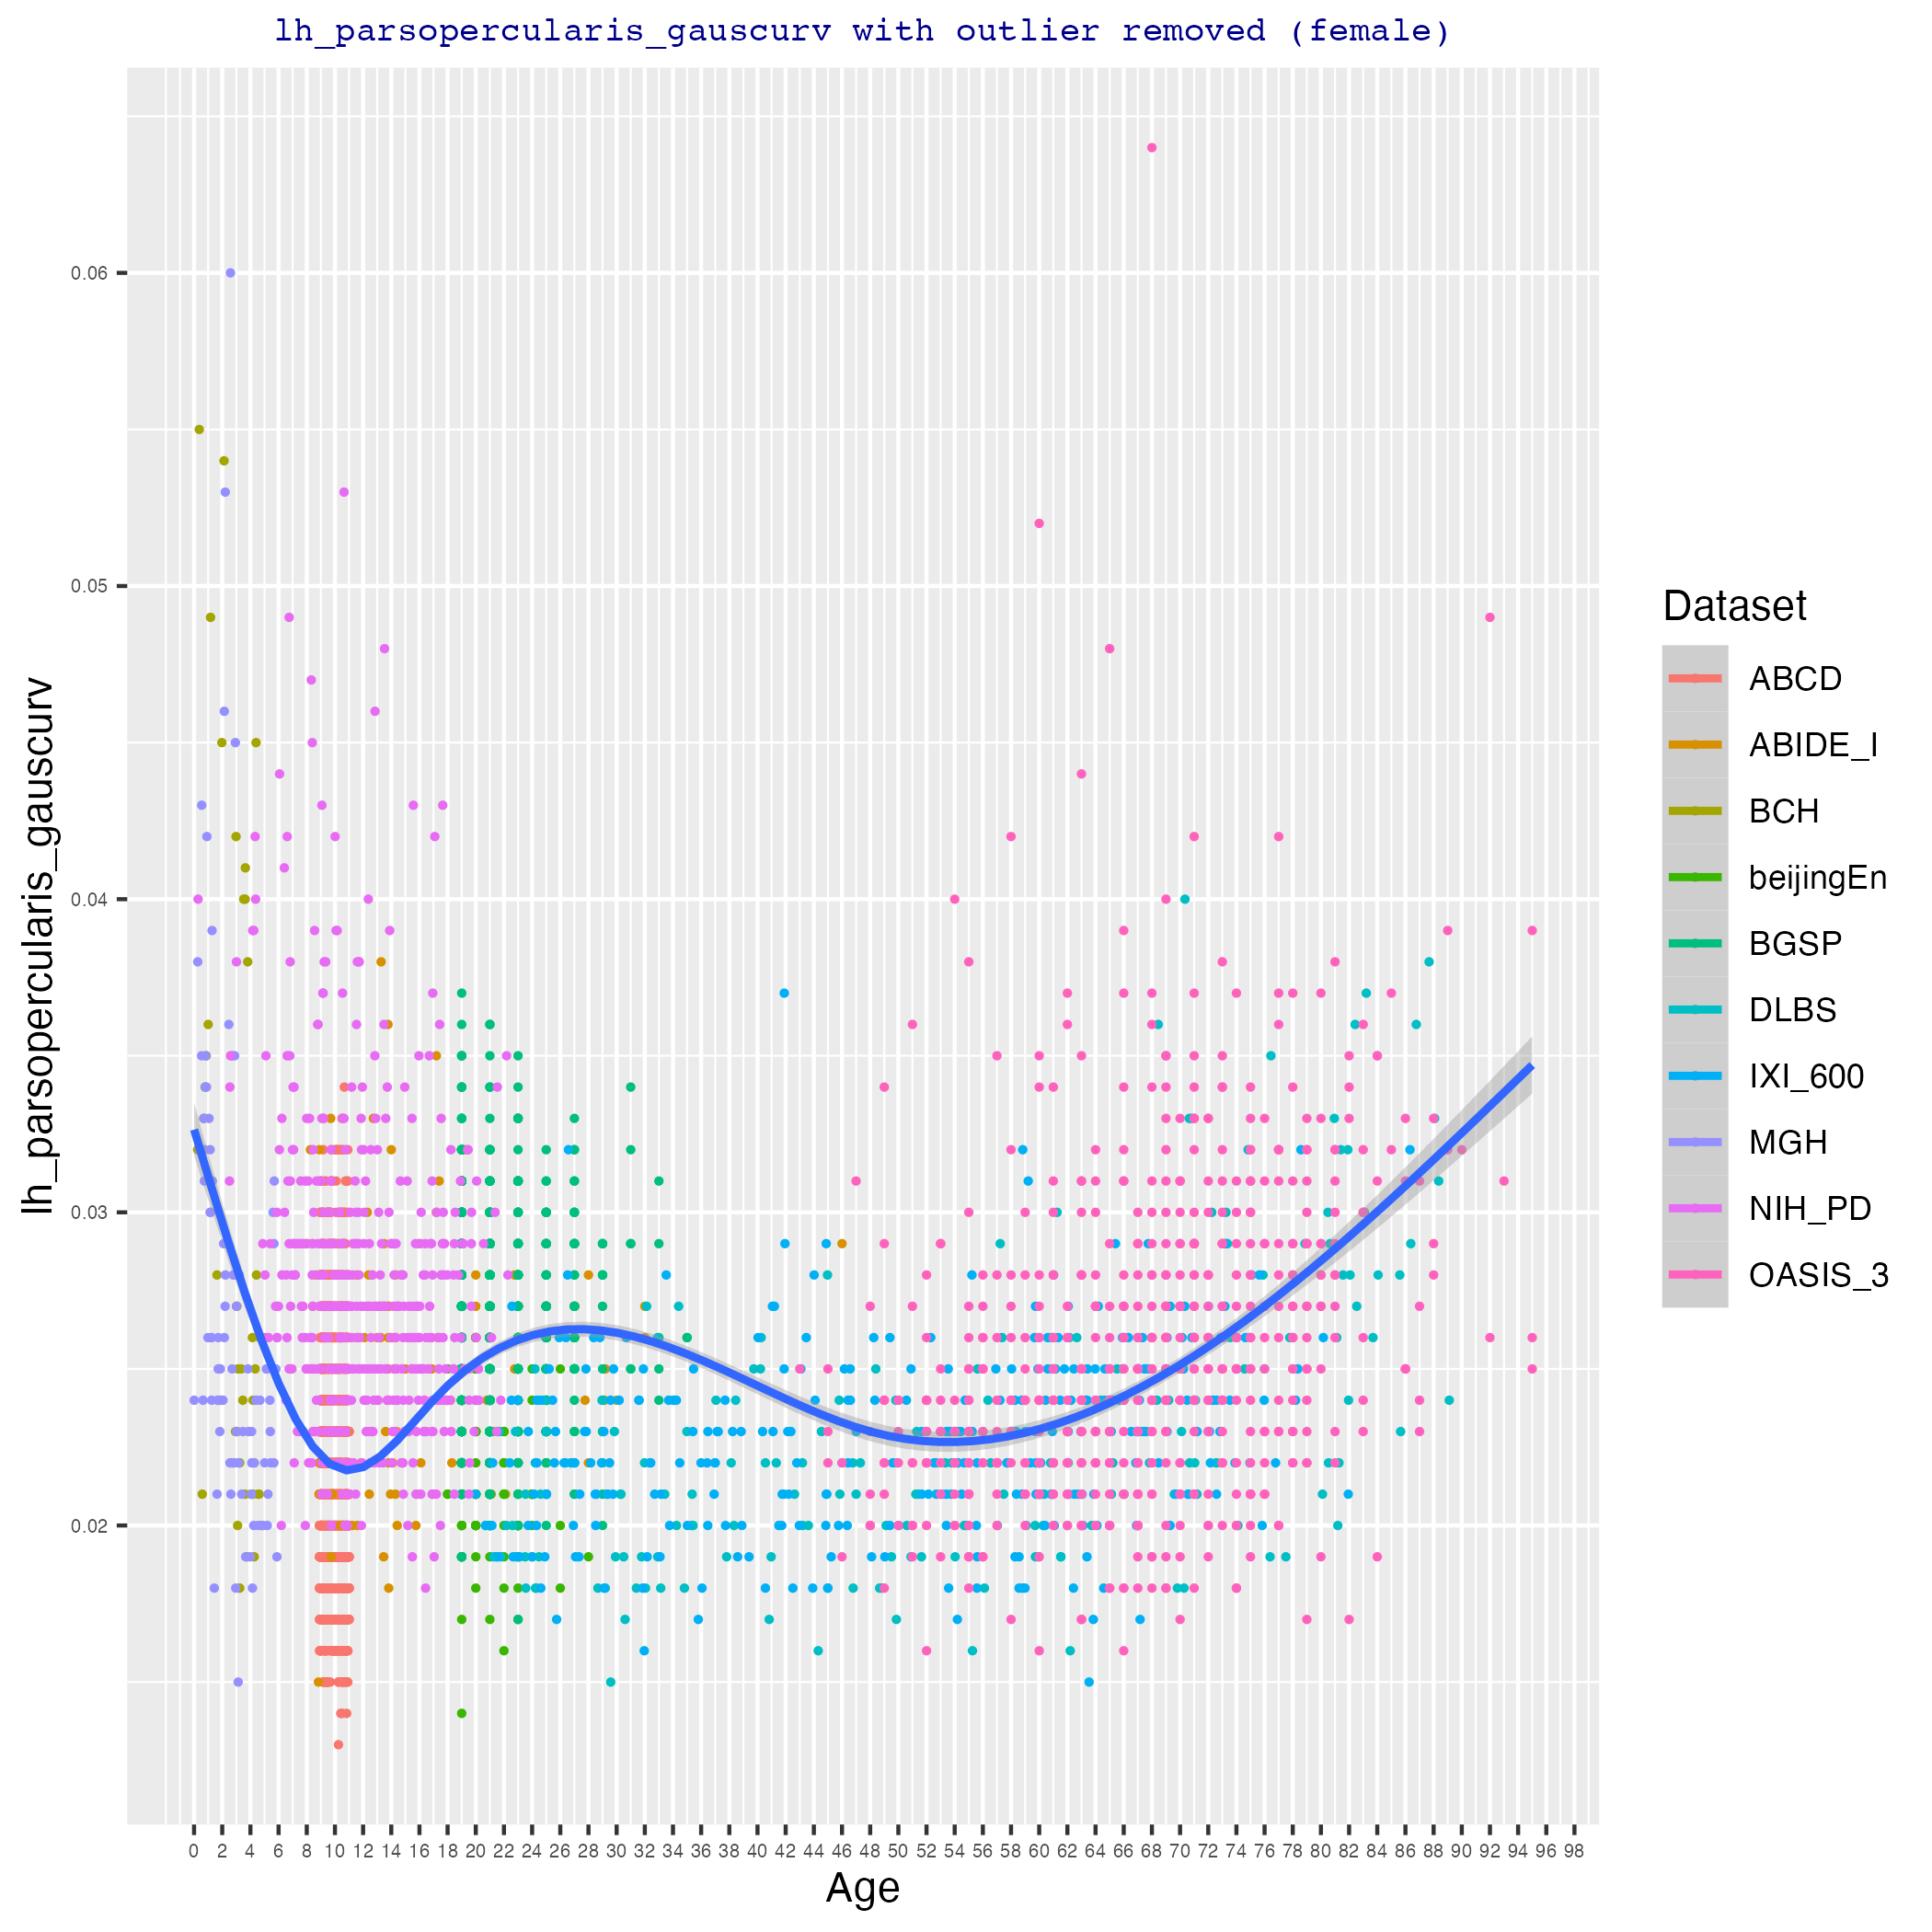 lh_parsopercularis_gauscurv with outlier removed (female)
lh_parsopercularis_gauscurv
0.06
0.05
0.04
0.03
0.02
0 2 4 6 8 10 12 14 16 18 20 22 24 26 28 30 32 34 36 38 40 42 44 46 48 50 52 54 56 58 60 62 64 66 68 70 72 74 76 78 80 82 84 86 88 90 92 94 96 98
Age
Dataset
ABCD
ABIDE_I
BCH
beijingEn
BGSP
DLBS
IXI_600
MGH
NIH_PD
OASIS_3